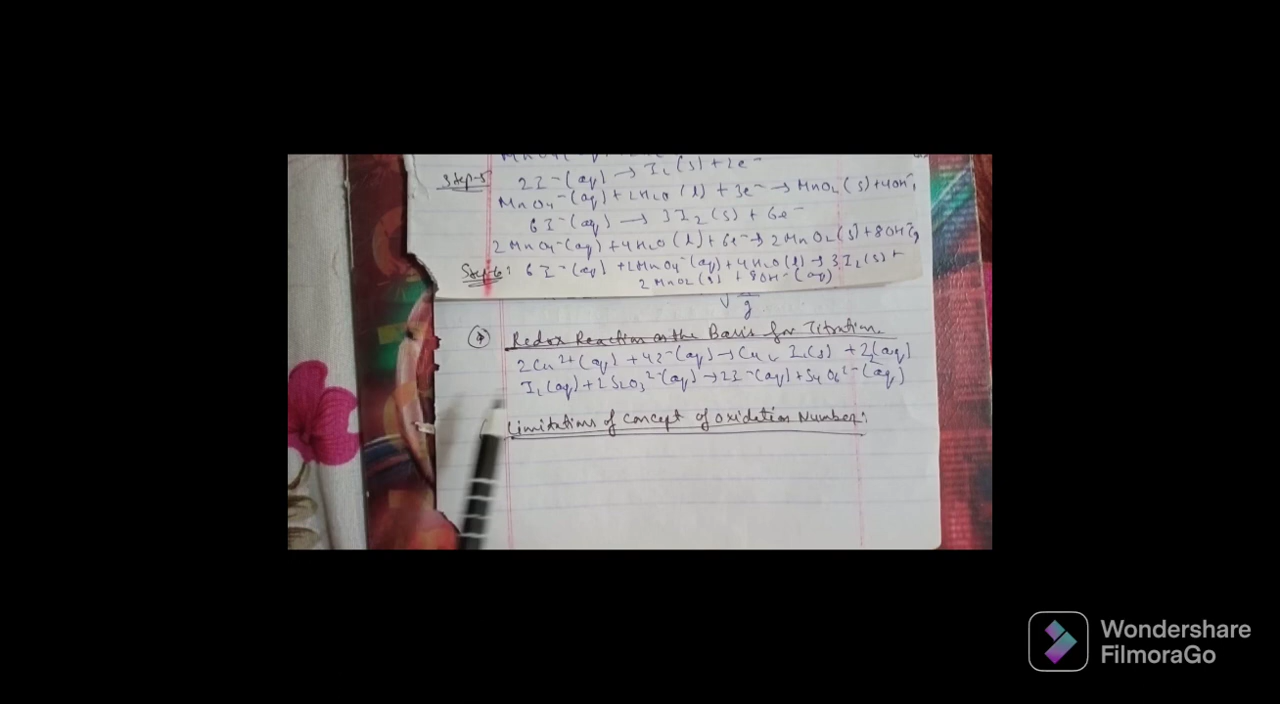 Step-5 2I⁻(aq) → I₂(s) + 2e⁻
MnO₄⁻(aq) + 2H₂O(l) + 3e⁻ → MnO₂(s) + 4OH⁻
6I⁻(aq) → 3I₂(s) + 6e⁻
2MnO₄⁻(aq) + 4H₂O(l) + 6e⁻ → 2MnO₂(s) + 8OH⁻
Step-6: 6I⁻(aq) + 2MnO₄⁻(aq) + 4H₂O(l) → 3I₂(s) +
2MnO₂(s) + 8OH⁻(aq)
g
④ Redox Reaction as the Basis for Titration
2Cu²⁺(aq) + 4I⁻(aq) → Cu₂I₂(s) + I₂(aq)
I₂(aq) + 2S₂O₃²⁻(aq) → 2I⁻(aq) + S₄O₆²⁻(aq)
Limitations of concept of Oxidation Number:
Wondershare
FilmoraGo